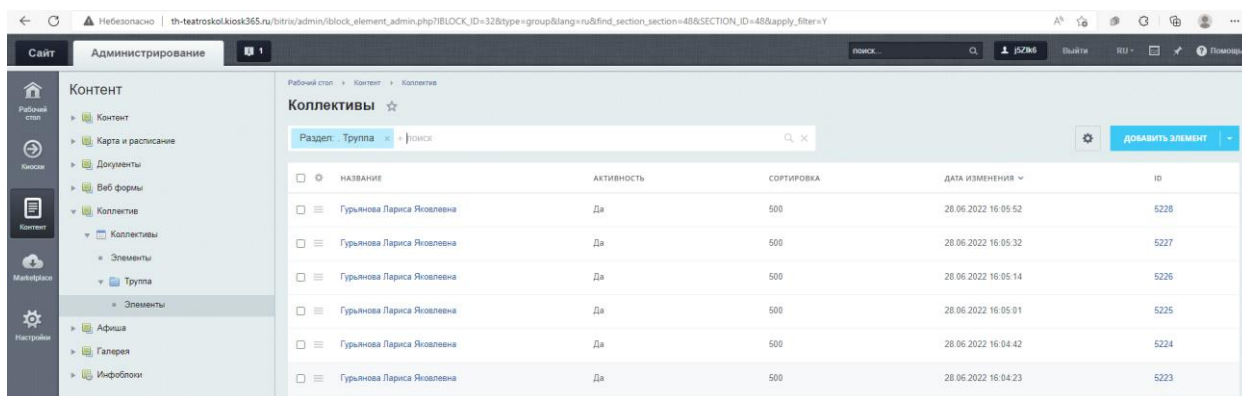 Небезопасно | th-teatroskol.kiosk365.ru/bitrix/admin/iblock_element_admin.php?IBLOCK_ID=32&type=group&lang=ru&find_section_section=48&SECTION_ID=48&apply_filter=Y
Сайт Администрирование 1 поиск... j5Zlk6 Выйти RU Помощь
Рабочий стол
Киоски
Контент
Marketplace
Настройки
Контент
Контент
Карта и расписание
Документы
Веб формы
Коллектив
Коллективы
Элементы
Труппа
Элементы
Афиша
Галерея
Инфоблоки
Рабочий стол Контент Коллектив
Коллективы
Раздел: . Труппа × + поиск
ДОБАВИТЬ ЭЛЕМЕНТ
НАЗВАНИЕ АКТИВНОСТЬ СОРТИРОВКА ДАТА ИЗМЕНЕНИЯ ID
Гурьянова Лариса Яковлевна Да 500 28.06.2022 16:05:52 5228
Гурьянова Лариса Яковлевна Да 500 28.06.2022 16:05:32 5227
Гурьянова Лариса Яковлевна Да 500 28.06.2022 16:05:14 5226
Гурьянова Лариса Яковлевна Да 500 28.06.2022 16:05:01 5225
Гурьянова Лариса Яковлевна Да 500 28.06.2022 16:04:42 5224
Гурьянова Лариса Яковлевна Да 500 28.06.2022 16:04:23 5223